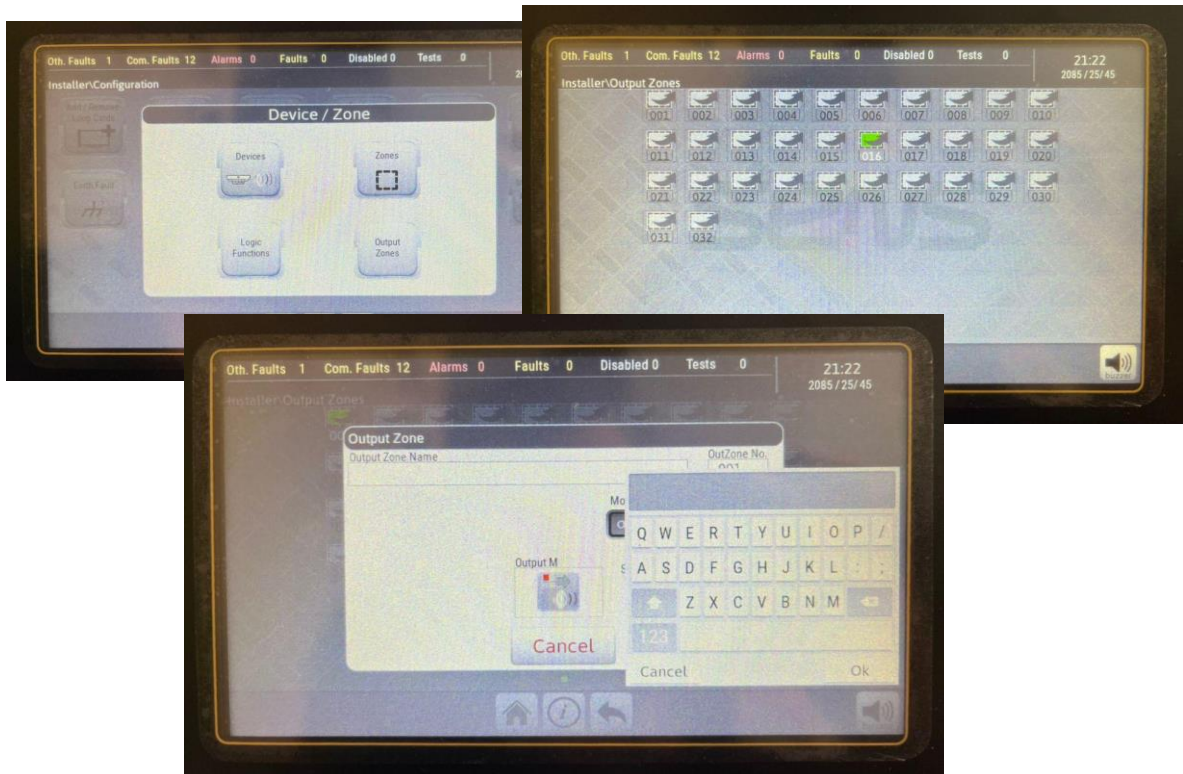 Oth. Faults 1 Com. Faults 12 Alarms 0 Faults 0 Disabled 0 Tests 0
Installer\Configuration
Device / Zone
Devices
Zones
Earth Fault
Logic
Functions
Output
Zones
Oth. Faults 1 Com. Faults 12 Alarms 0 Faults 0 Disabled 0 Tests 0
21:22
2085/25/45
Installer\Output Zones
001 002 003 004 005 006 007 008 009 010
011 012 013 014 015 016 017 018 019 020
021 022 023 024 025 026 027 028 029 030
031 032
Oth. Faults 1 Com. Faults 12 Alarms 0 Faults 0 Disabled 0 Tests 0
21:22
2085/25/45
Installer\Output Zones
Output Zone
Output Zone Name
OutZone No.
001
Mo
Q W E R T Y U I O P /
Output M
A S D F G H J K L : ;
Z X C V B N M
123
Cancel
Cancel Ok